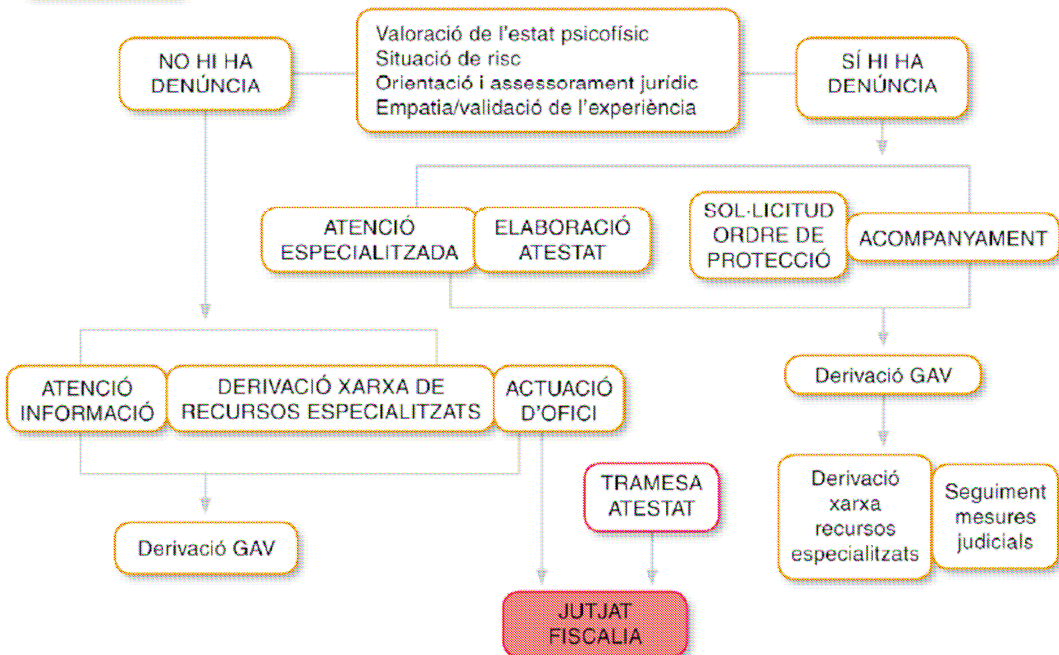 Valoració de l'estat psicofísic
Situació de risc
Orientació i assessorament jurídic
Empatia/validació de l'experiència
NO HI HA
DENÚNCIA
SÍ HI HA
DENÚNCIA
ATENCIÓ
ESPECIALITZADA
ELABORACIÓ
ATESTAT
SOL·LICITUD
ORDRE DE
PROTECCIÓ
ACOMPANYAMENT
ATENCIÓ
INFORMACIÓ
DERIVACIÓ XARXA DE
RECURSOS ESPECIALITZATS
ACTUACIÓ
D'OFICI
Derivació GAV
Derivació GAV
TRAMESA
ATESTAT
Derivació
xarxa
recursos
especialitzats
Seguiment
mesures
judicials
JUTJAT
FISCALIA